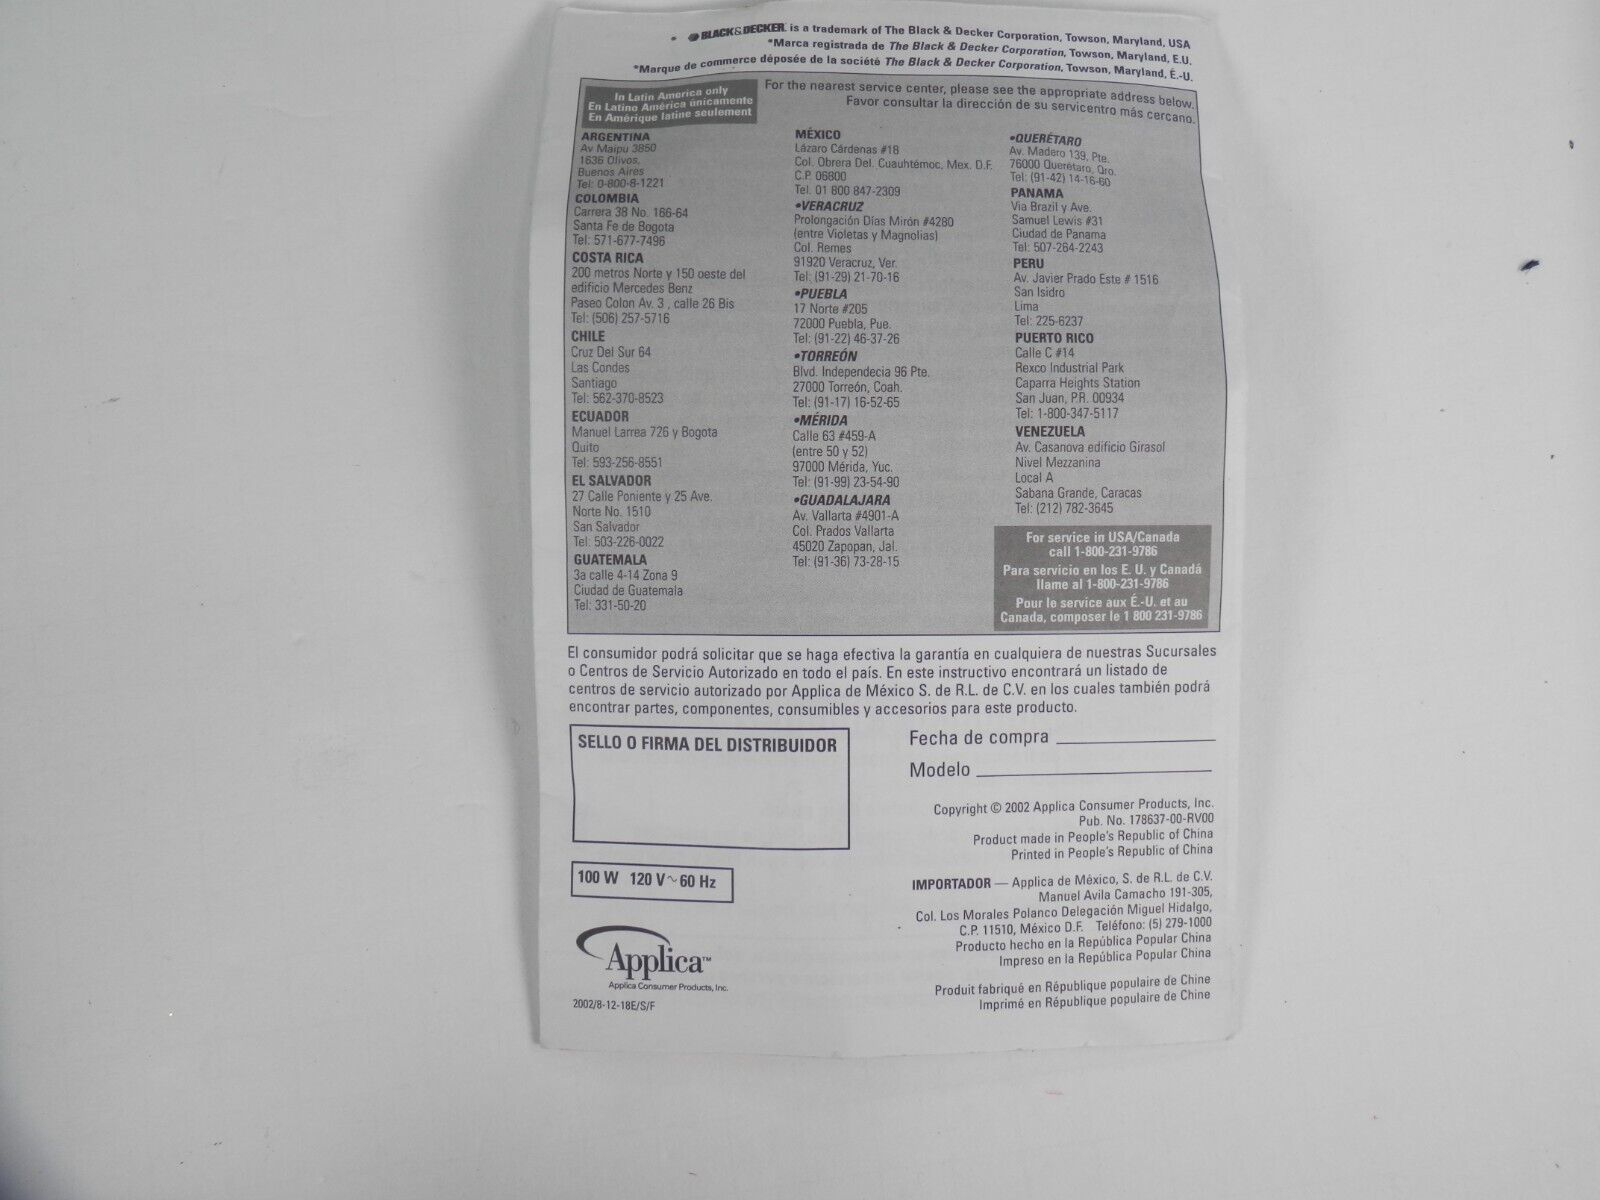 * BLACK&DECKER. is a trademark of The Black & Decker Corporation, Towson, Maryland, USA
*Marca registrada de The Black & Decker Corporation, Towson, Maryland, E.U.
*Marque de commerce déposée de la société The Black & Decker Corporation, Towson, Maryland, É.-U.
In Latin America only
En Latino América únicamente
En Amérique latine seulement
For the nearest service center, please see the appropriate address below.
Favor consultar la dirección de su servicentro más cercano.
ARGENTINA
Av Maipu 3850
1636 Olivos,
Buenos Aires
Tel: 0-800-8-1221
COLOMBIA
Carrera 38 No. 166-64
Santa Fe de Bogota
Tel: 571-677-7496
COSTA RICA
200 metros Norte y 150 oeste del
edificio Mercedes Benz
Paseo Colon Av. 3 , calle 26 Bis
Tel: (506) 257-5716
CHILE
Cruz Del Sur 64
Las Condes
Santiago
Tel: 562-370-8523
ECUADOR
Manuel Larrea 726 y Bogota
Quito
Tel: 593-256-8551
EL SALVADOR
27 Calle Poniente y 25 Ave.
Norte No. 1510
San Salvador
Tel: 503-226-0022
GUATEMALA
3a calle 4-14 Zona 9
Ciudad de Guatemala
Tel: 331-50-20
MÉXICO
Lázaro Cárdenas #18
Col. Obrera Del. Cuauhtémoc, Mex. D.F.
C.P. 06800
Tel. 01 800 847-2309
•VERACRUZ
Prolongación Días Mirón #4280
(entre Violetas y Magnolias)
Col. Remes
91920 Veracruz, Ver.
Tel: (91-29) 21-70-16
•PUEBLA
17 Norte #205
72000 Puebla, Pue.
Tel: (91-22) 46-37-26
•TORREÓN
Blvd. Independecia 96 Pte.
27000 Torreón, Coah.
Tel: (91-17) 16-52-65
•MÉRIDA
Calle 63 #459-A
(entre 50 y 52)
97000 Mérida, Yuc.
Tel: (91-99) 23-54-90
•GUADALAJARA
Av. Vallarta #4901-A
Col. Prados Vallarta
45020 Zapopan, Jal.
Tel: (91-36) 73-28-15
•QUERÉTARO
Av. Madero 139, Pte.
76000 Querétaro, Qro.
Tel: (91-42) 14-16-60
PANAMA
Via Brazil y Ave.
Samuel Lewis #31
Ciudad de Panama
Tel: 507-264-2243
PERU
Av. Javier Prado Este # 1516
San Isidro
Lima
Tel: 225-6237
PUERTO RICO
Calle C #14
Rexco Industrial Park
Caparra Heights Station
San Juan, P.R. 00934
Tel: 1-800-347-5117
VENEZUELA
Av. Casanova edificio Girasol
Nivel Mezzanina
Local A
Sabana Grande, Caracas
Tel: (212) 782-3645
For service in USA/Canada
call 1-800-231-9786
Para servicio en los E. U. y Canadá
llame al 1-800-231-9786
Pour le service aux É.-U. et au
Canada, composer le 1 800 231-9786
El consumidor podrá solicitar que se haga efectiva la garantía en cualquiera de nuestras Sucursales
o Centros de Servicio Autorizado en todo el país. En este instructivo encontrará un listado de
centros de servicio autorizado por Applica de México S. de R.L. de C.V. en los cuales también podrá
encontrar partes, componentes, consumibles y accesorios para este producto.
SELLO O FIRMA DEL DISTRIBUIDOR
Fecha de compra
Modelo
Copyright © 2002 Applica Consumer Products, Inc.
Pub. No. 178637-00-RV00
Product made in People's Republic of China
Printed in People's Republic of China
100 W 120 V~60 Hz
IMPORTADOR — Applica de México, S. de R.L. de C.V.
Manuel Avila Camacho 191-305,
Col. Los Morales Polanco Delegación Miguel Hidalgo,
C.P. 11510, México D.F. Teléfono: (5) 279-1000
Producto hecho en la República Popular China
Impreso en la República Popular China
Applica™
Applica Consumer Products, Inc.
Produit fabriqué en République populaire de Chine
Imprimé en République populaire de Chine
2002/8-12-18E/S/F